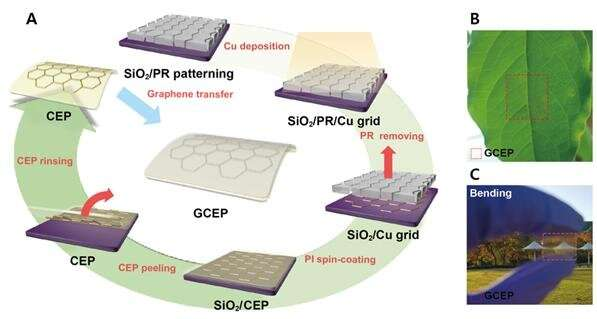 A
SiO2/PR patterning
Cu deposition
SiO2/PR/Cu grid
PR removing
SiO2/Cu grid
PI spin-coating
SiO2/CEP
CEP peeling
CEP
CEP rinsing
CEP
Graphene transfer
GCEP
B
GCEP
C
Bending
GCEP